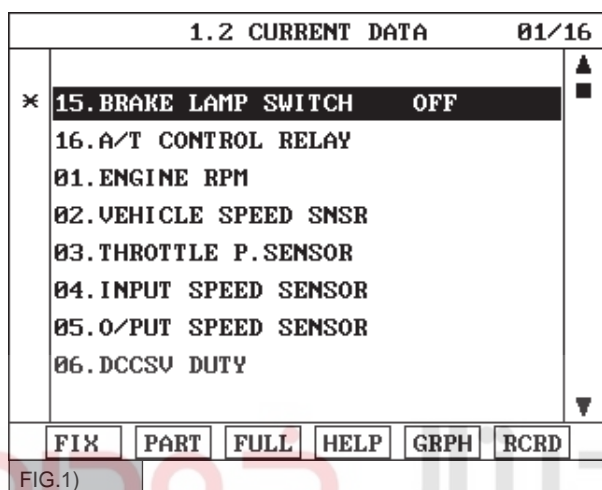 1.2 CURRENT DATA 01/16
* 15.BRAKE LAMP SWITCH OFF
16.A/T CONTROL RELAY
01.ENGINE RPM
02.VEHICLE SPEED SNSR
03.THROTTLE P.SENSOR
04.INPUT SPEED SENSOR
05.O/PUT SPEED SENSOR
06.DCCSV DUTY
FIX PART FULL HELP GRPH RCRD
FIG.1)